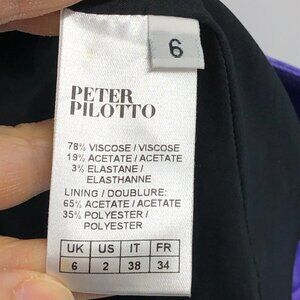 6
PETER
PILOTTO
78% VISCOSE / VISCOSE
19% ACETATE / ACETATE
3% ELASTANE /
ELASTHANNE
LINING / DOUBLURE:
65% ACETATE / ACETATE
35% POLYESTER /
POLYESTER
UK US IT FR
6 2 38 34